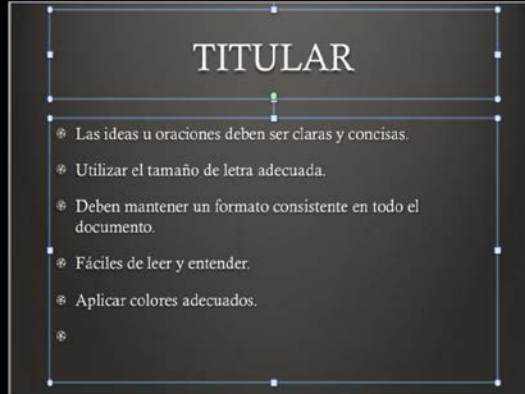 TITULAR
Las ideas u oraciones deben ser claras y concisas.
Utilizar el tamaño de letra adecuada.
Deben mantener un formato consistente en todo el
documento.
Fáciles de leer y entender.
Aplicar colores adecuados.